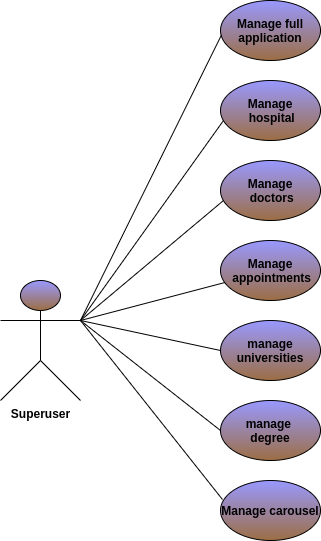 Manage full
application
Manage
hospital
Manage
doctors
Manage
appointments
manage
universities
manage
degree
Manage carousel
Superuser